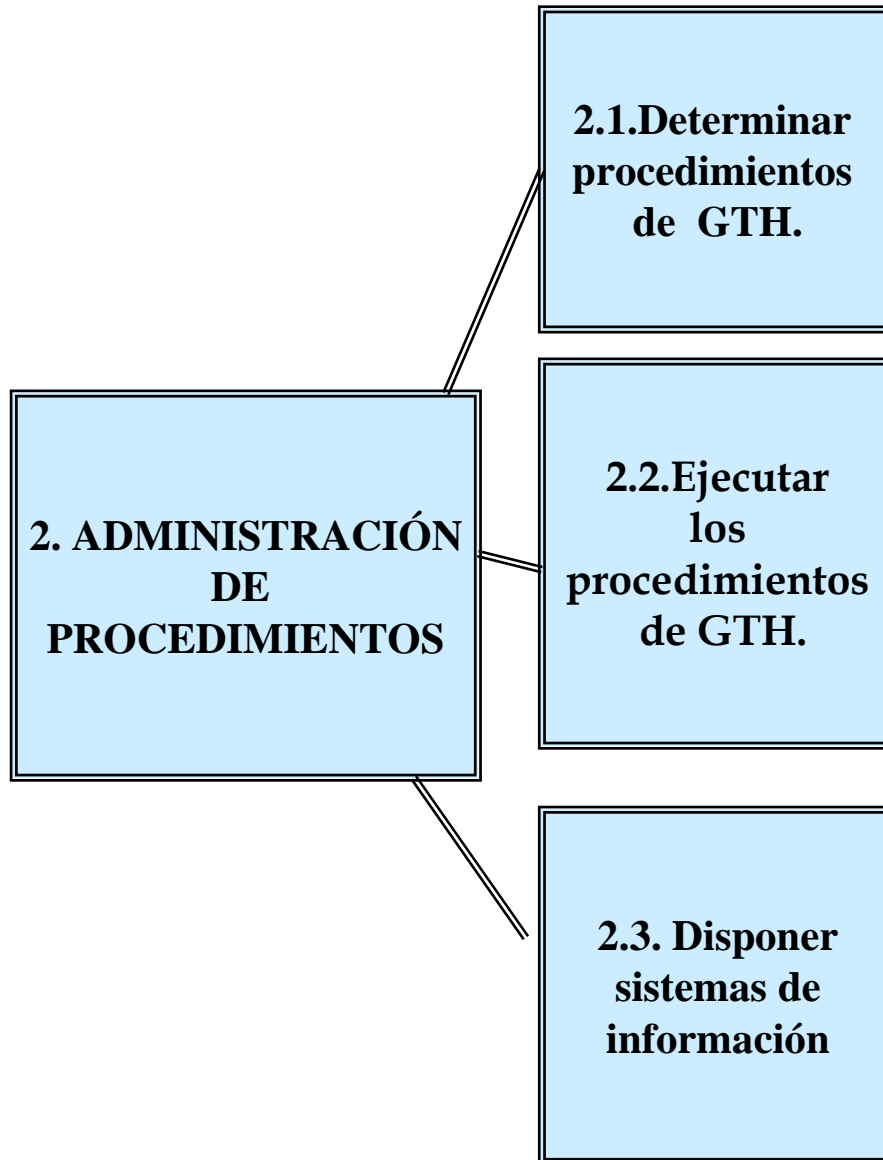 2.1.Determinar
procedimientos
de GTH.
2. ADMINISTRACIÓN
DE
PROCEDIMIENTOS
2.2.Ejecutar
los
procedimientos
de GTH.
2.3. Disponer
sistemas de
información